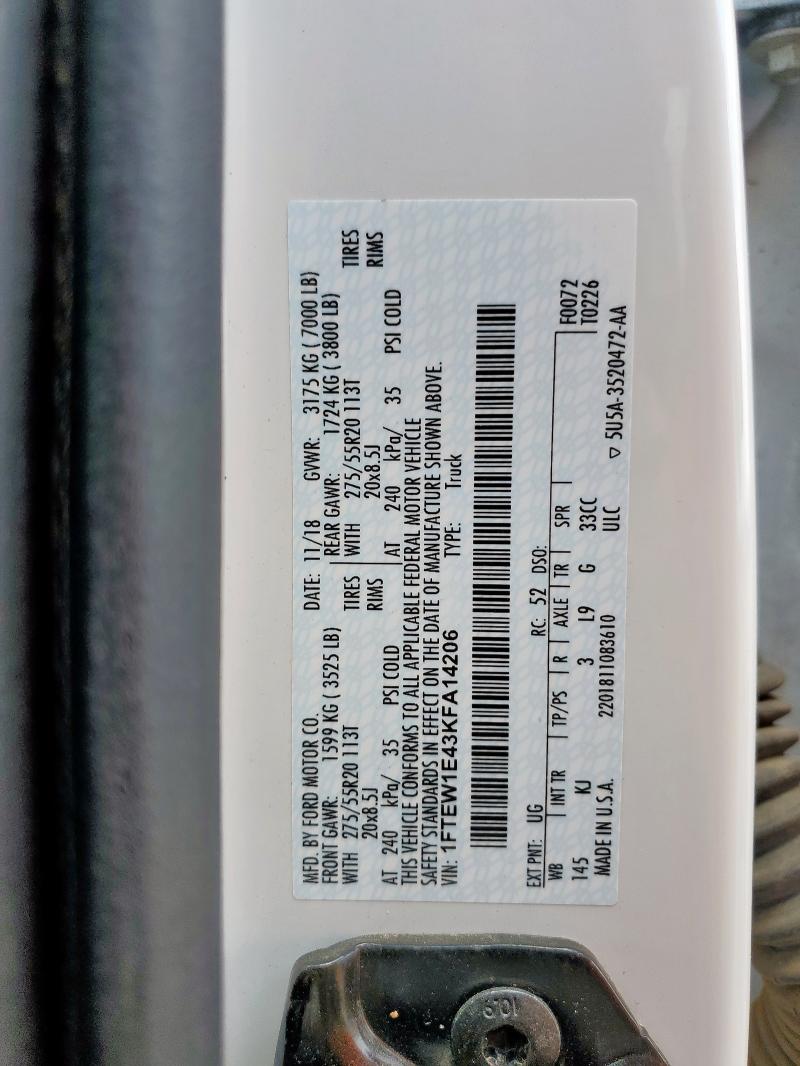 MFD. BY FORD MOTOR CO.
DATE: 11/18 GVWR: 3175 KG ( 7000 LB)
FRONT GAWR: 1599 KG ( 3525 LB)
REAR GAWR: 1724 KG ( 3800 LB)
WITH 275/55R20 113T TIRES
WITH 275/55R20 113T TIRES
20x8.5J RIMS
20x8.5J RIMS
AT 240 kPa/ 35 PSI COLD
AT 240 kPa/ 35 PSI COLD
THIS VEHICLE CONFORMS TO ALL APPLICABLE FEDERAL MOTOR VEHICLE
SAFETY STANDARDS IN EFFECT ON THE DATE OF MANUFACTURE SHOWN ABOVE.
VIN: 1FTEW1E43KFA14206 TYPE: Truck
EXT PNT: UG RC: 52 DSO:
WB INT TR TP/PS R AXLE TR SPR F0072
145 KJ 3 L9 G 33CC T0226
ULC
MADE IN U.S.A. 2201811083610 ▽ 5U5A-3520472-AA
10.9